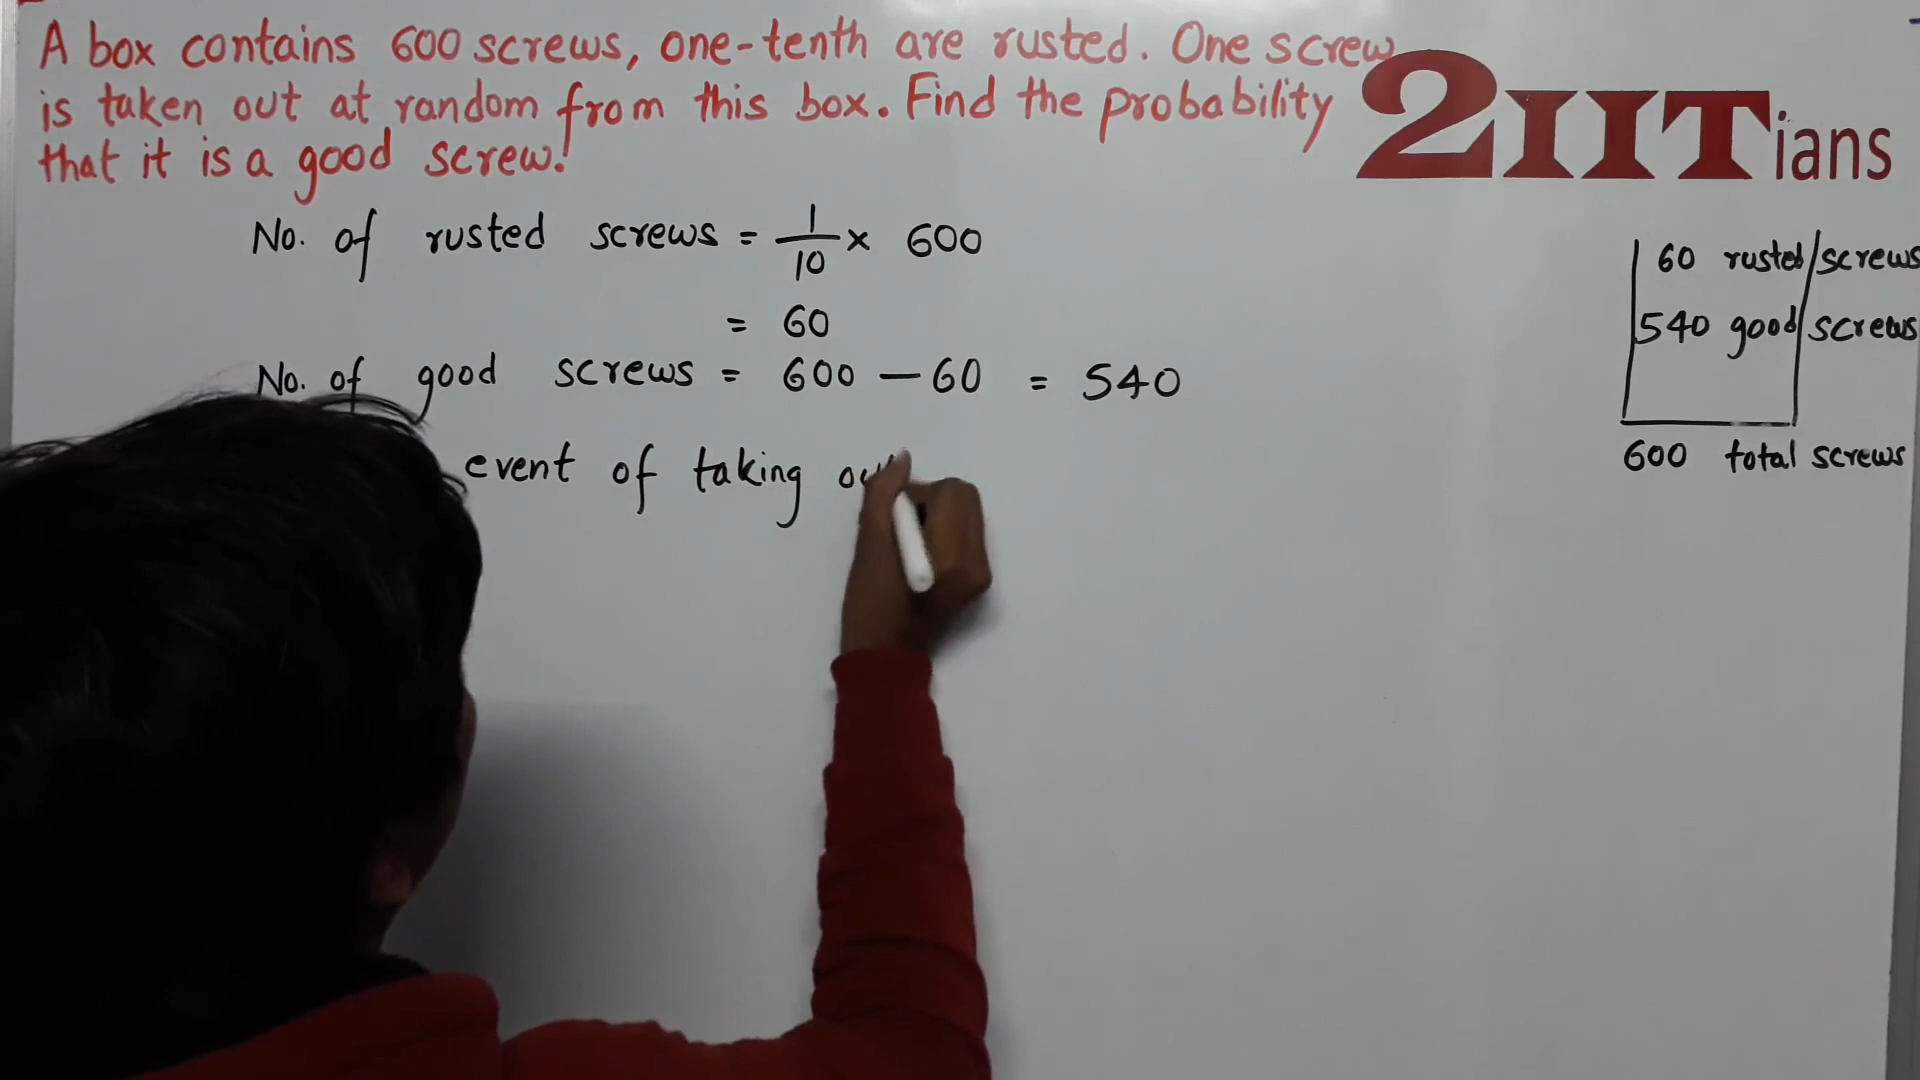 A box contains 600 screws, one-tenth are rusted. One screw
is taken out at random from this box. Find the probability
that it is a good screw.
2IITians
No. of rusted screws = 1/10 × 600
= 60
No. of good screws = 600 – 60 = 540
event of taking
60 rusted screws
540 good screws
600 total screws